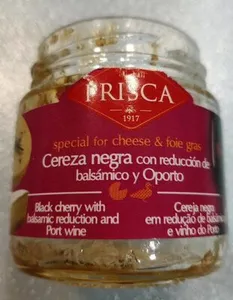 PRISCA
1917
special for cheese & foie gras
Cereza negra con reducción de
balsámico y Oporto
Black cherry with
balsamic reduction and
Port wine
Cereja negra
em redução de balsâmico
e vinho do Porto